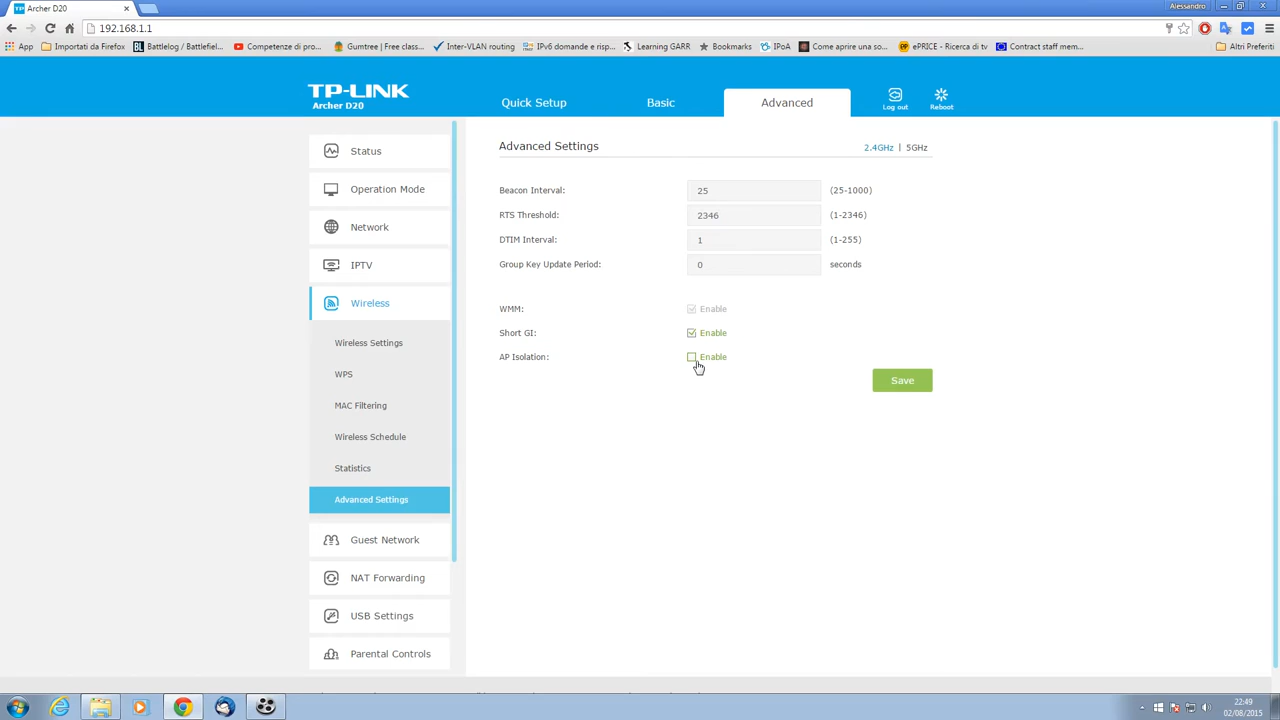 Archer D20
Alessandro
192.168.1.1
App
Importati da Firefox
Battlelog / Battlefiel...
Competenze di pro...
Gumtree | Free class...
Inter-VLAN routing
IPv6 domande e risp...
Learning GARR
Bookmarks
IPoA
Come aprire una so...
ePRICE - Ricerca di tv
Contract staff mem...
Altri Preferiti
TP-LINK
Archer D20
Quick Setup
Basic
Advanced
Log out
Reboot
Status
Operation Mode
Network
IPTV
Wireless
Wireless Settings
WPS
MAC Filtering
Wireless Schedule
Statistics
Advanced Settings
Guest Network
NAT Forwarding
USB Settings
Parental Controls
Advanced Settings
2.4GHz | 5GHz
Beacon Interval: 25 (25-1000)
RTS Threshold: 2346 (1-2346)
DTIM Interval: 1 (1-255)
Group Key Update Period: 0 seconds
WMM: Enable
Short GI: Enable
AP Isolation: Enable
Save
22:49
02/08/2015